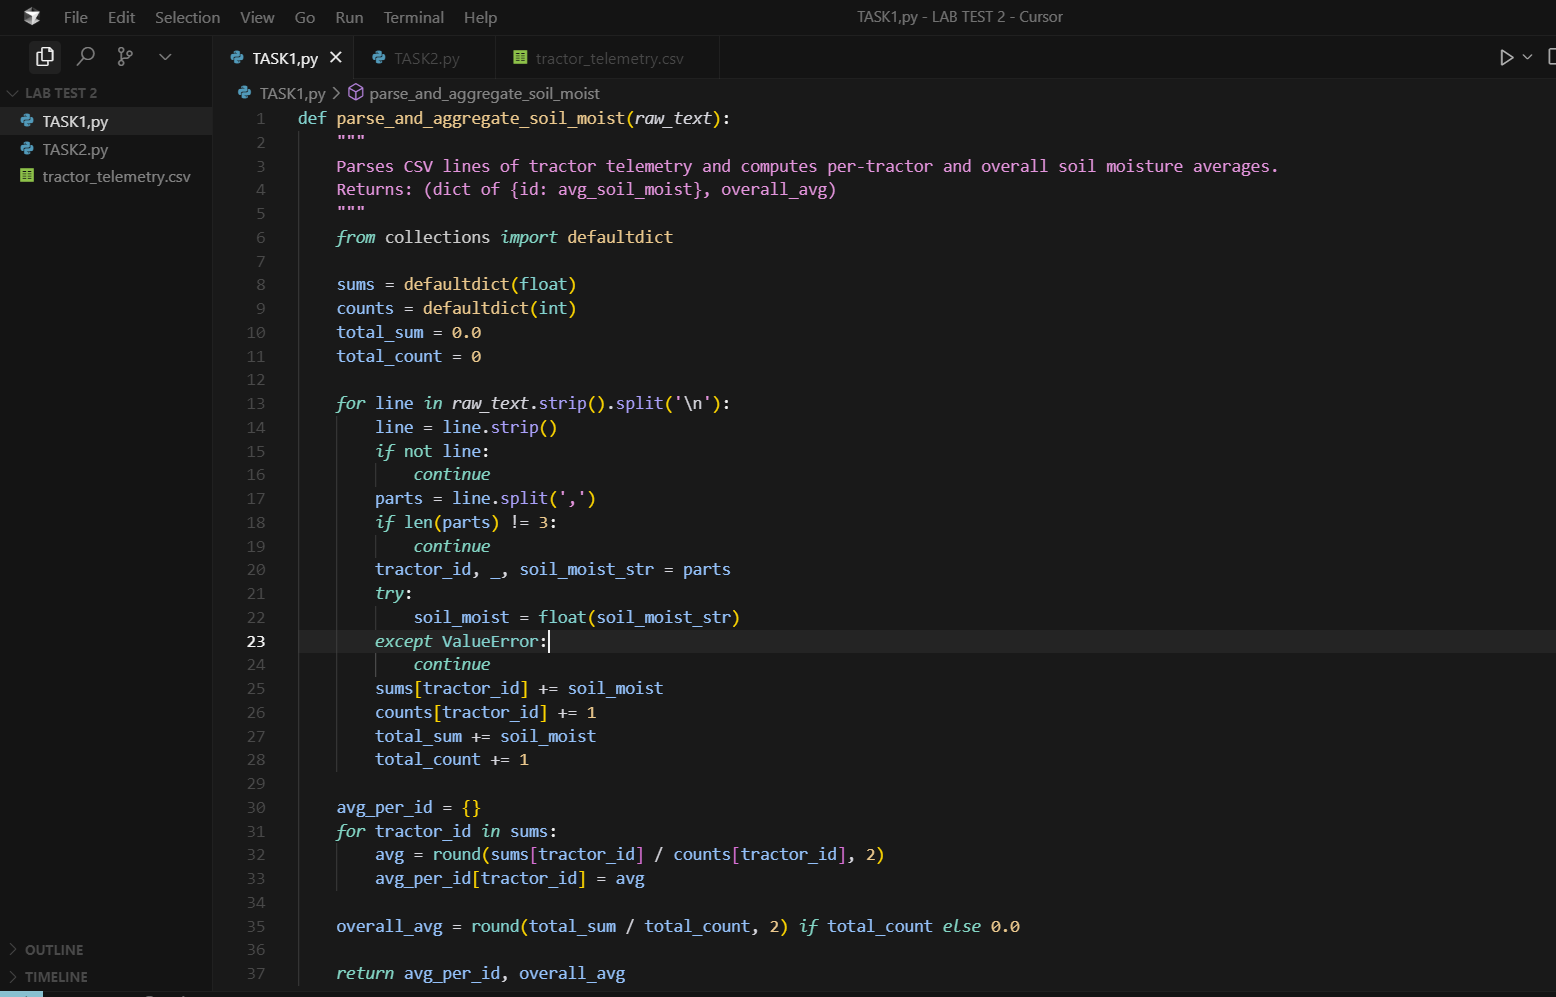 File Edit Selection View Go Run Terminal Help
TASK1,py - LAB TEST 2 - Cursor
LAB TEST 2
TASK1,py
TASK2.py
tractor_telemetry.csv
OUTLINE
TIMELINE
TASK1,py TASK2.py tractor_telemetry.csv
TASK1,py > parse_and_aggregate_soil_moist
1 def parse_and_aggregate_soil_moist(raw_text):
2     """
3     Parses CSV lines of tractor telemetry and computes per-tractor and overall soil moisture averages.
4     Returns: (dict of {id: avg_soil_moist}, overall_avg)
5     """
6     from collections import defaultdict
7
8     sums = defaultdict(float)
9     counts = defaultdict(int)
10     total_sum = 0.0
11     total_count = 0
12
13     for line in raw_text.strip().split('\n'):
14         line = line.strip()
15         if not line:
16             continue
17         parts = line.split(',')
18         if len(parts) != 3:
19             continue
20         tractor_id, _, soil_moist_str = parts
21         try:
22             soil_moist = float(soil_moist_str)
23         except ValueError:
24             continue
25         sums[tractor_id] += soil_moist
26         counts[tractor_id] += 1
27         total_sum += soil_moist
28         total_count += 1
29
30     avg_per_id = {}
31     for tractor_id in sums:
32         avg = round(sums[tractor_id] / counts[tractor_id], 2)
33         avg_per_id[tractor_id] = avg
34
35     overall_avg = round(total_sum / total_count, 2) if total_count else 0.0
36
37     return avg_per_id, overall_avg